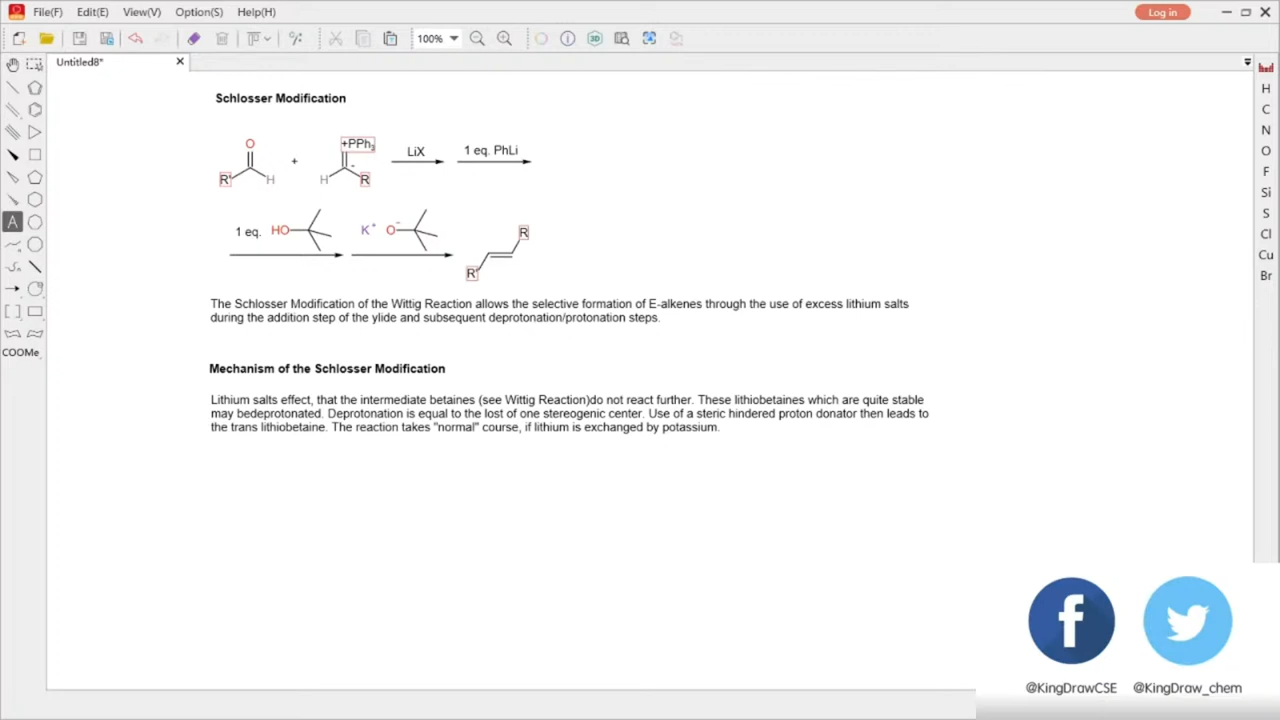 File(F) Edit(E) View(V) Option(S) Help(H) Log in
100%
Untitled8*
Schlosser Modification
O
R' H
+
+PPh3
-
H R
LiX
1 eq. PhLi
1 eq. HO
K+ O-
R
R'
The Schlosser Modification of the Wittig Reaction allows the selective formation of E-alkenes through the use of excess lithium salts
during the addition step of the ylide and subsequent deprotonation/protonation steps.
Mechanism of the Schlosser Modification
Lithium salts effect, that the intermediate betaines (see Wittig Reaction)do not react further. These lithiobetaines which are quite stable
may bedeprotonated. Deprotonation is equal to the lost of one stereogenic center. Use of a steric hindered proton donator then leads to
the trans lithiobetaine. The reaction takes "normal" course, if lithium is exchanged by potassium.
A
COOMe
3D
H
C
N
O
F
Si
S
Cl
Cu
Br
@KingDrawCSE @KingDraw_chem